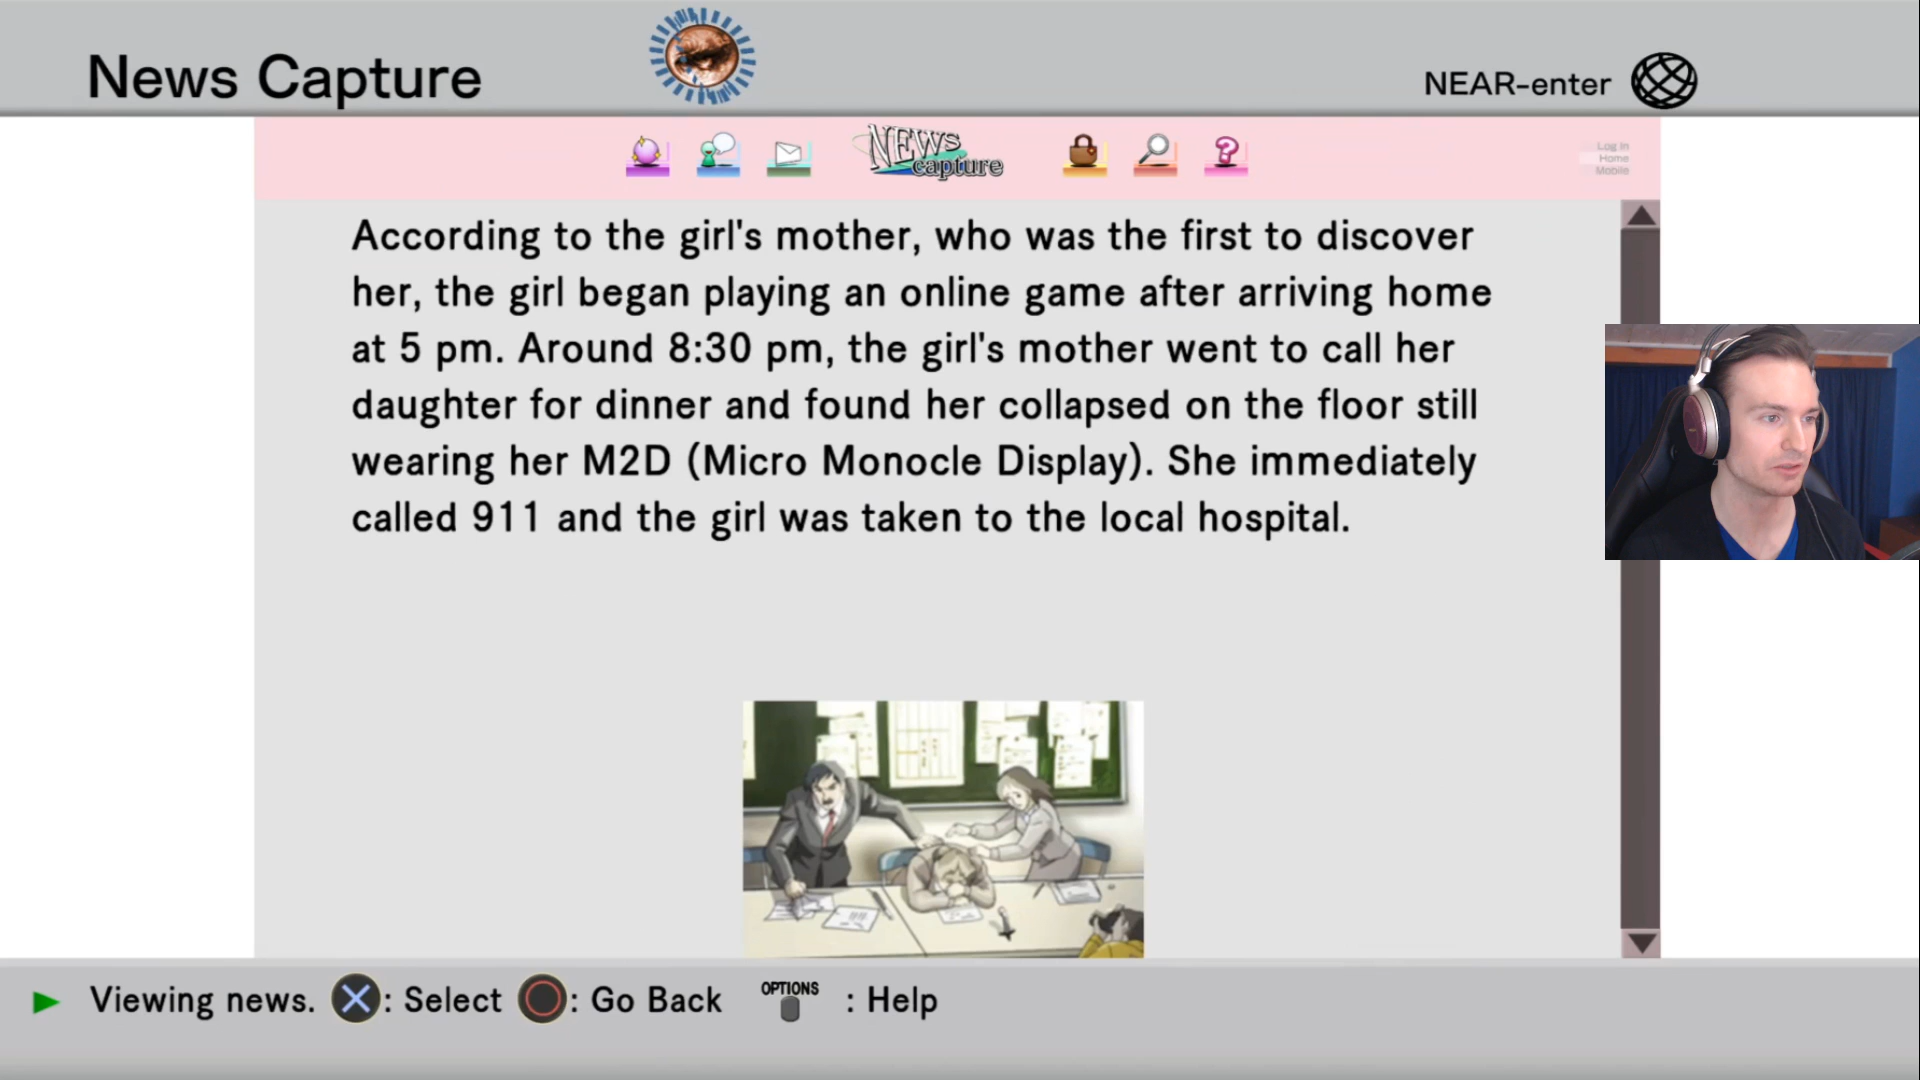 News Capture
NEAR-enter
NEWS
capture
Log in
Home
Mobile
According to the girl's mother, who was the first to discover
her, the girl began playing an online game after arriving home
at 5 pm. Around 8:30 pm, the girl's mother went to call her
daughter for dinner and found her collapsed on the floor still
wearing her M2D (Micro Monocle Display). She immediately
called 911 and the girl was taken to the local hospital.
Viewing news. : Select : Go Back OPTIONS : Help